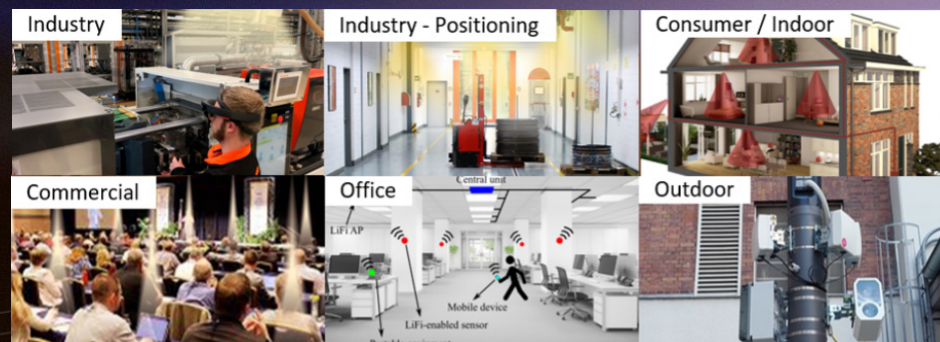 Industry
Industry - Positioning
Consumer / Indoor
Commercial
Office
Central unit
LiFi AP
Mobile device
LiFi-enabled sensor
Outdoor